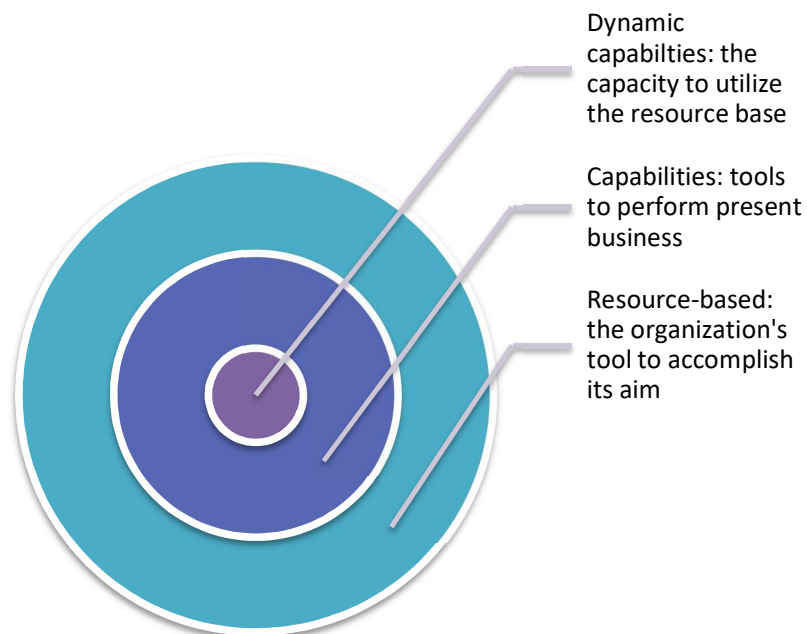 Dynamic
capabilties: the
capacity to utilize
the resource base
Capabilities: tools
to perform present
business
Resource-based:
the organization's
tool to accomplish
its aim